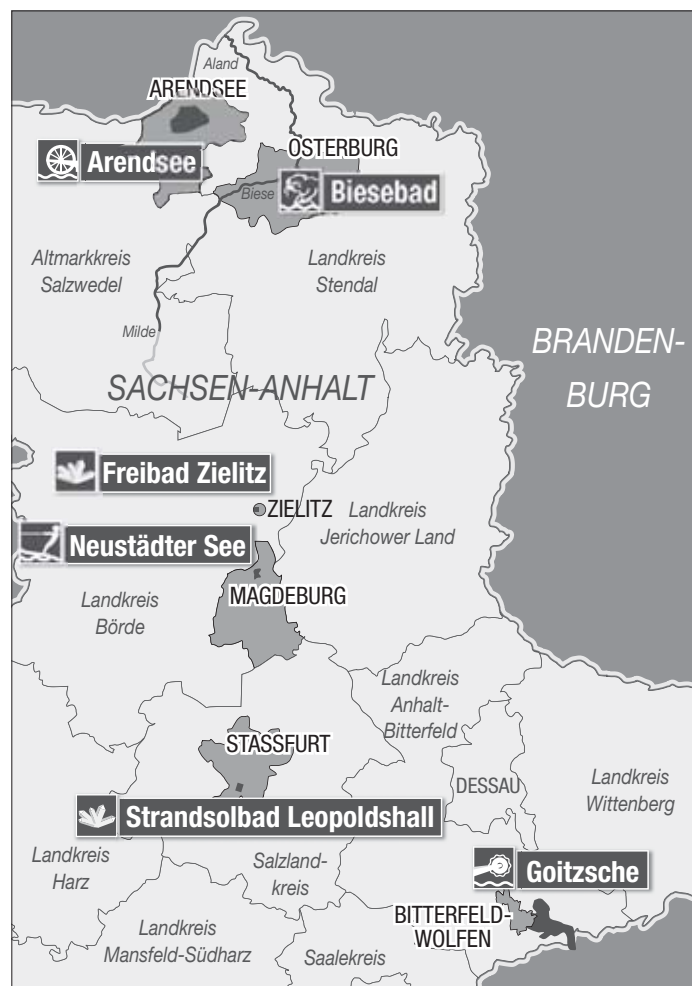 Aland
ARENDSEE
OSTERBURG
Arendsee
Biese
Biesebad
Altmarkkreis
Salzwedel
Landkreis
Stendal
Milde
BRANDEN-
BURG
SACHSEN-ANHALT
Freibad Zielitz
ZIELITZ
Landkreis
Jerichower Land
Neustädter See
MAGDEBURG
Landkreis
Börde
Landkreis
Anhalt-
Bitterfeld
STASSFURT
DESSAU
Landkreis
Wittenberg
Strandsolbad Leopoldshall
Landkreis
Harz
Salzland-
kreis
Goitzsche
BITTERFELD-
WOLFEN
Landkreis
Mansfeld-Südharz
Saalekreis